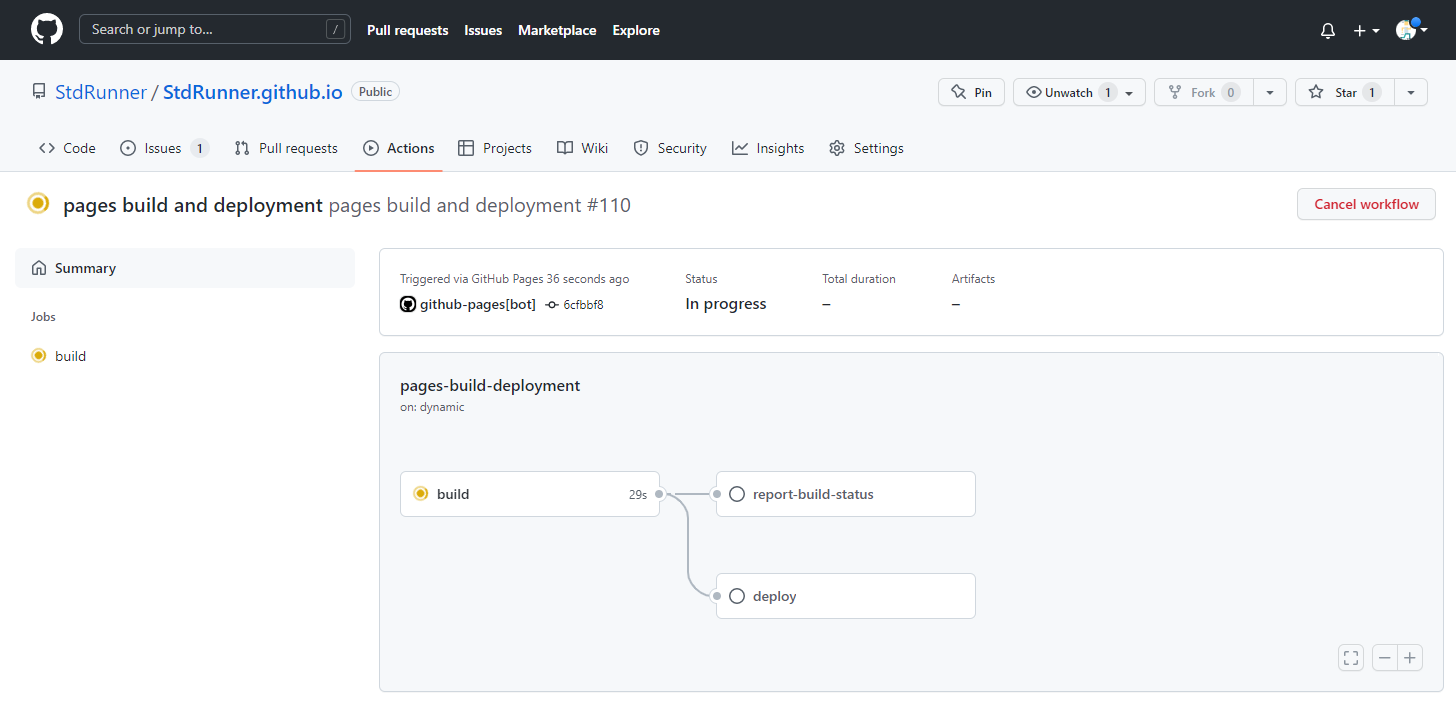 Search or jump to... /
Pull requests Issues Marketplace Explore
StdRunner / StdRunner.github.io Public
Pin Unwatch 1 Fork 0 Star 1
Code Issues 1 Pull requests Actions Projects Wiki Security Insights Settings
pages build and deployment pages build and deployment #110
Cancel workflow
Summary
Jobs
build
Triggered via GitHub Pages 36 seconds ago
github-pages[bot] 6cfbbf8
Status
In progress
Total duration
–
Artifacts
–
pages-build-deployment
on: dynamic
build 29s
report-build-status
deploy